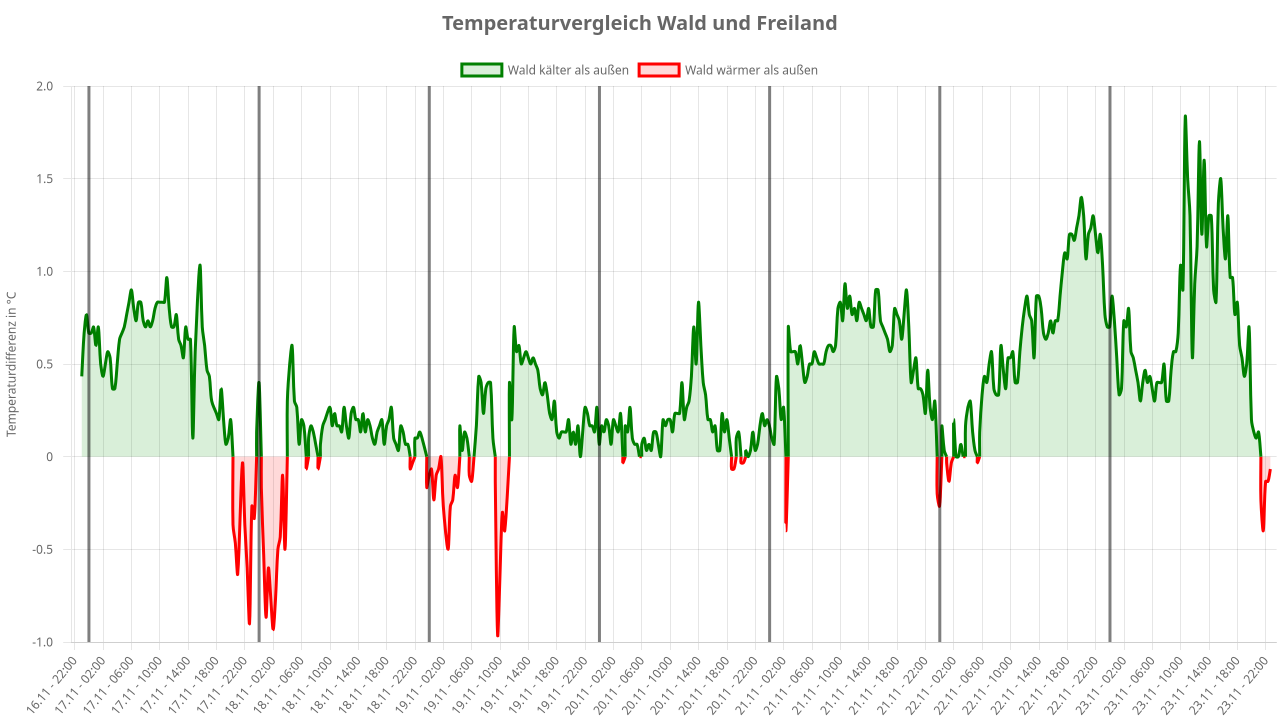 Temperaturvergleich Wald und Freiland
Wald kälter als außen
Wald wärmer als außen
Temperaturdifferenz in °C
2.0
1.5
1.0
0.5
0
-0.5
-1.0
16.11 - 22:00
17.11 - 02:00
17.11 - 06:00
17.11 - 10:00
17.11 - 14:00
17.11 - 18:00
17.11 - 22:00
18.11 - 02:00
18.11 - 06:00
18.11 - 10:00
18.11 - 14:00
18.11 - 18:00
18.11 - 22:00
19.11 - 02:00
19.11 - 06:00
19.11 - 10:00
19.11 - 14:00
19.11 - 18:00
19.11 - 22:00
20.11 - 02:00
20.11 - 06:00
20.11 - 10:00
20.11 - 14:00
20.11 - 18:00
20.11 - 22:00
21.11 - 02:00
21.11 - 06:00
21.11 - 10:00
21.11 - 14:00
21.11 - 18:00
21.11 - 22:00
22.11 - 02:00
22.11 - 06:00
22.11 - 10:00
22.11 - 14:00
22.11 - 18:00
22.11 - 22:00
23.11 - 02:00
23.11 - 06:00
23.11 - 10:00
23.11 - 14:00
23.11 - 18:00
23.11 - 22:00